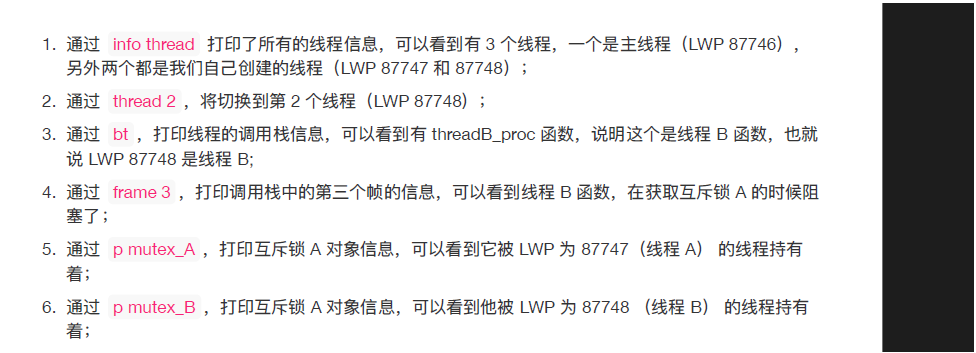 1. 通过 info thread 打印了所有的线程信息，可以看到有 3 个线程，一个是主线程（LWP 87746），
另外两个都是我们自己创建的线程（LWP 87747 和 87748）；
2. 通过 thread 2，将切换到第 2 个线程（LWP 87748）；
3. 通过 bt，打印线程的调用栈信息，可以看到有 threadB_proc 函数，说明这个是线程 B 函数，也就
说 LWP 87748 是线程 B;
4. 通过 frame 3，打印调用栈中的第三个帧的信息，可以看到线程 B 函数，在获取互斥锁 A 的时候阻
塞了；
5. 通过 p mutex_A，打印互斥锁 A 对象信息，可以看到它被 LWP 为 87747（线程 A） 的线程持有
着；
6. 通过 p mutex_B，打印互斥锁 A 对象信息，可以看到他被 LWP 为 87748 （线程 B） 的线程持有
着；